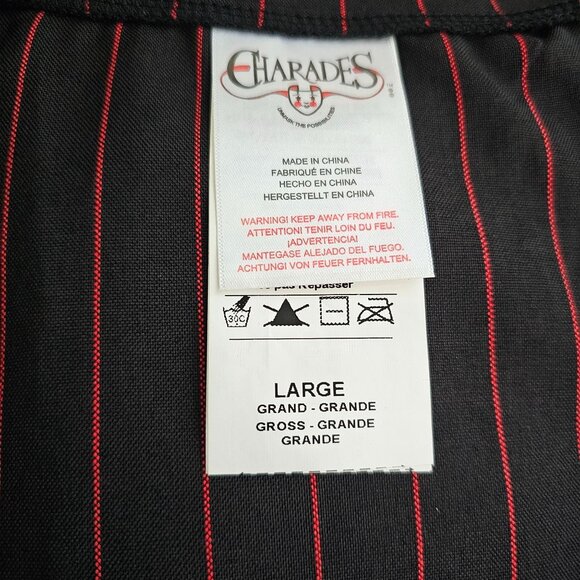 CHARADES
UNMASK THE POSSIBILITIES
MADE IN CHINA
FABRIQUÉ EN CHINE
HECHO EN CHINA
HERGESTELLT EN CHINA
WARNING! KEEP AWAY FROM FIRE.
ATTENTION! TENIR LOIN DU FEU.
¡ADVERTENCIA!
MANTEGASE ALEJADO DEL FUEGO.
ACHTUNG! VON FEUER FERNHALTEN.
pas Repasser
30C
LARGE
GRAND - GRANDE
GROSS - GRANDE
GRANDE